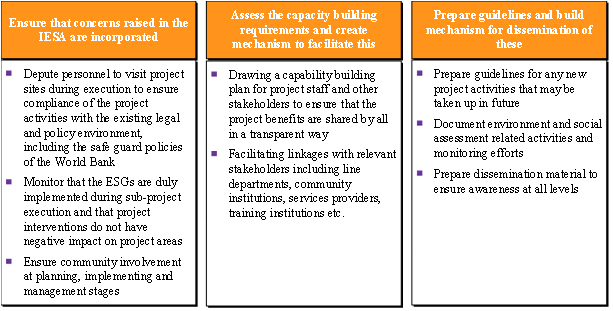 Ensure that concerns raised in the
IESA are incorporated
Depute personnel to visit project
sites during execution to ensure
compliance of the project
activities with the existing legal
and policy environment,
including the safe guard policies
of the World Bank
Monitor that the ESGs are duly
implemented during sub-project
execution and that project
interventions do not have
negative impact on project areas
Ensure community involvement
at planning, implementing and
management stages
Assess the capacity building
requirements and create
mechanism to facilitate this
Drawing a capability building
plan for project staff and other
stakeholders to ensure that the
project benefits are shared by all
in a transparent way
Facilitating linkages with relevant
stakeholders including line
departments, community
institutions, services providers,
training institutions etc.
Prepare guidelines and build
mechanism for dissemination of
these
Prepare guidelines for any new
project activities that may be
taken up in future
Document environment and social
assessment related activities and
monitoring efforts
Prepare dissemination material to
ensure awareness at all levels